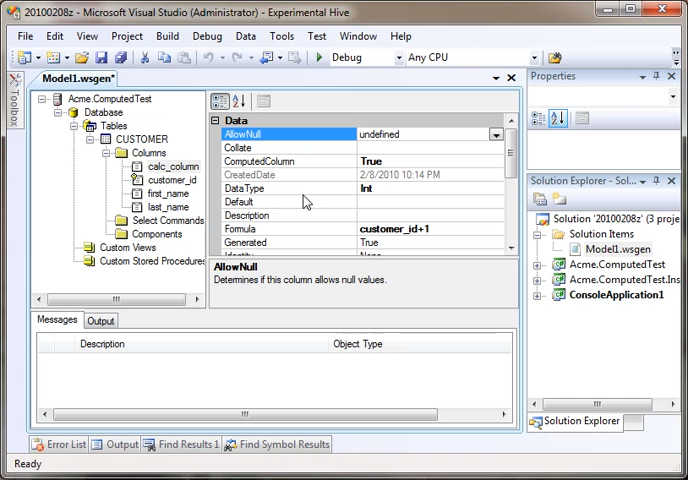 20100208z - Microsoft Visual Studio (Administrator) - Experimental Hive
File Edit View Project Build Debug Data Tools Test Window Help
Debug Any CPU
Toolbox
Model1.wsgen*
Acme.ComputedTest
Database
Tables
CUSTOMER
Columns
calc_column
customer_id
first_name
last_name
Select Commands
Components
Custom Views
Custom Stored Procedures
Data
AllowNull undefined
Collate
ComputedColumn True
CreatedDate 2/8/2010 10:14 PM
DataType Int
Default
Description
Formula customer_id+1
Generated True
Identity None
AllowNull
Determines if this column allows null values.
Messages Output
Description Object Type
Properties
Solution Explorer - Sol...
Solution '20100208z' (3 proje
Solution Items
Model1.wsgen
Acme.ComputedTest
Acme.ComputedTest.Ins
ConsoleApplication1
Solution Explorer
Error List Output Find Results 1 Find Symbol Results
Ready